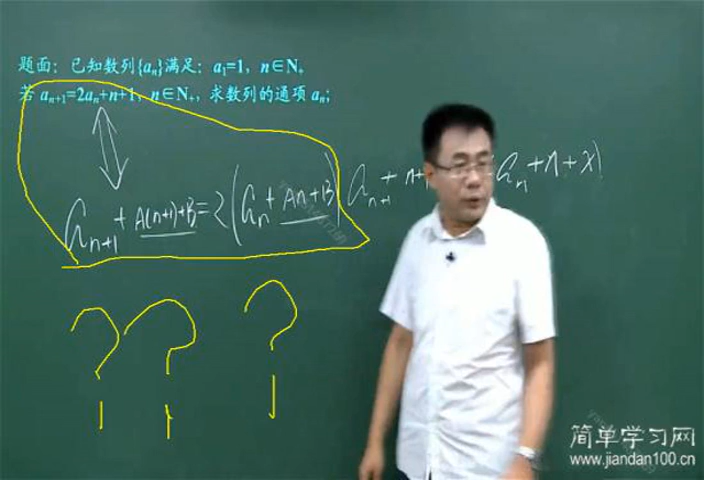 题面：已知数列{aₙ}满足：a₁=1，n∈N₊
若 aₙ₊₁=2aₙ+n+1，n∈N₊，求数列的通项 aₙ；
aₙ₊₁+A(n+1)+B=2(aₙ+An+B)
aₙ₊₁+n+1
aₙ+n+x)
???
简单学习网
www.jiandan100.cn